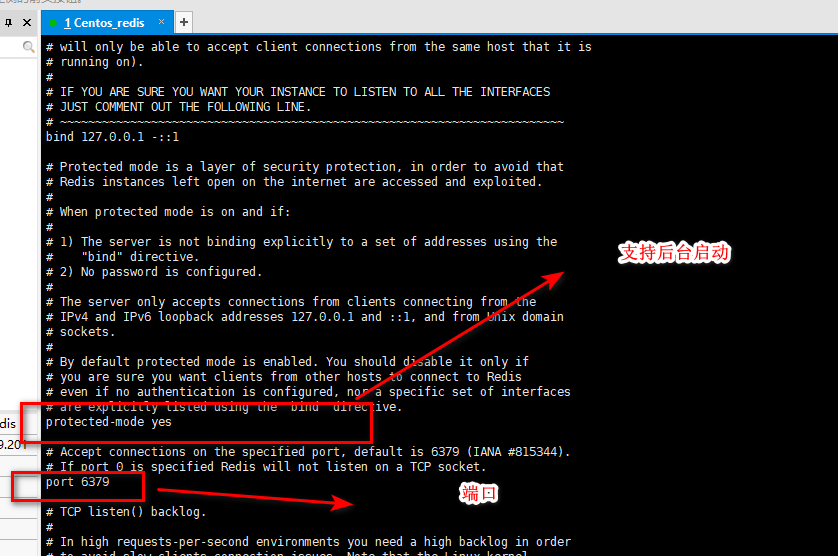 1 Centos_redis
# will only be able to accept client connections from the same host that it is
# running on).
#
# IF YOU ARE SURE YOU WANT YOUR INSTANCE TO LISTEN TO ALL THE INTERFACES
# JUST COMMENT OUT THE FOLLOWING LINE.
# ~~~~~~~~~~~~~~~~~~~~~~~~~~~~~~~~~~~~~~~~~~~~~~~~~~~~~~~~~~~~~~~~~~~~~~~~
bind 127.0.0.1 -::1
# Protected mode is a layer of security protection, in order to avoid that
# Redis instances left open on the internet are accessed and exploited.
#
# When protected mode is on and if:
#
# 1) The server is not binding explicitly to a set of addresses using the
#    "bind" directive.
# 2) No password is configured.
#
# The server only accepts connections from clients connecting from the
# IPv4 and IPv6 loopback addresses 127.0.0.1 and ::1, and from Unix domain
# sockets.
#
# By default protected mode is enabled. You should disable it only if
# you are sure you want clients from other hosts to connect to Redis
# even if no authentication is configured, nor a specific set of interfaces
# are explicitly listed using the "bind" directive.
protected-mode yes
支持后台启动
# Accept connections on the specified port, default is 6379 (IANA #815344).
# If port 0 is specified Redis will not listen on a TCP socket.
port 6379
端口
# TCP listen() backlog.
#
# In high requests-per-second environments you need a high backlog in order
# to avoid slow clients connection issues. Note that the Linux kernel
dis
9.201